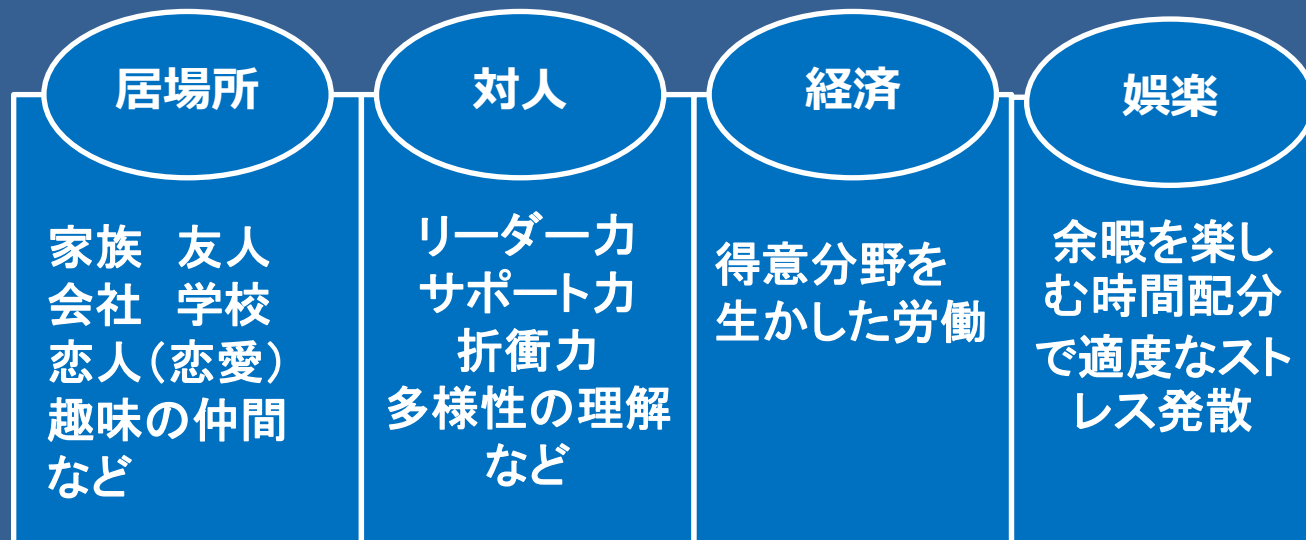 居場所
家族　友人
会社　学校
恋人（恋愛）
趣味の仲間
など
対人
リーダー力
サポート力
折衝力
多様性の理解
など
経済
得意分野を
生かした労働
娯楽
余暇を楽し
む時間配分
で適度なスト
レス発散